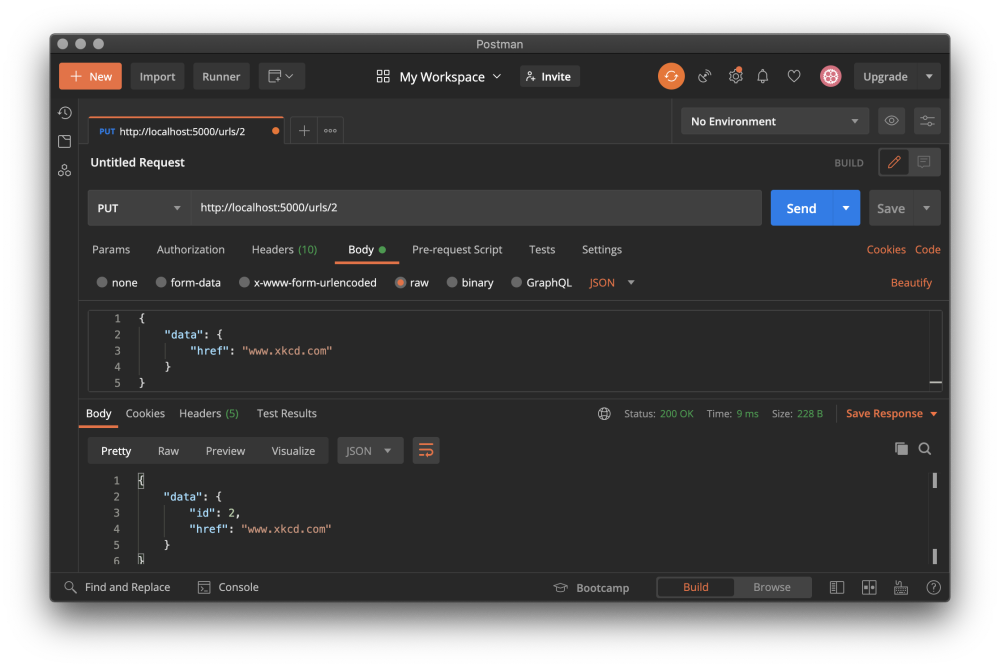 Postman
New Import Runner My Workspace Invite Upgrade
PUT http://localhost:5000/urls/2 No Environment
Untitled Request BUILD
PUT http://localhost:5000/urls/2 Send Save
Params Authorization Headers (10) Body Pre-request Script Tests Settings Cookies Code
none form-data x-www-form-urlencoded raw binary GraphQL JSON Beautify
1 {
2 "data": {
3 "href": "www.xkcd.com"
4 }
5 }
Body Cookies Headers (5) Test Results Status: 200 OK Time: 9 ms Size: 228 B Save Response
Pretty Raw Preview Visualize JSON
1 {
2 "data": {
3 "id": 2,
4 "href": "www.xkcd.com"
5 }
6 }
Find and Replace Console Bootcamp Build Browse